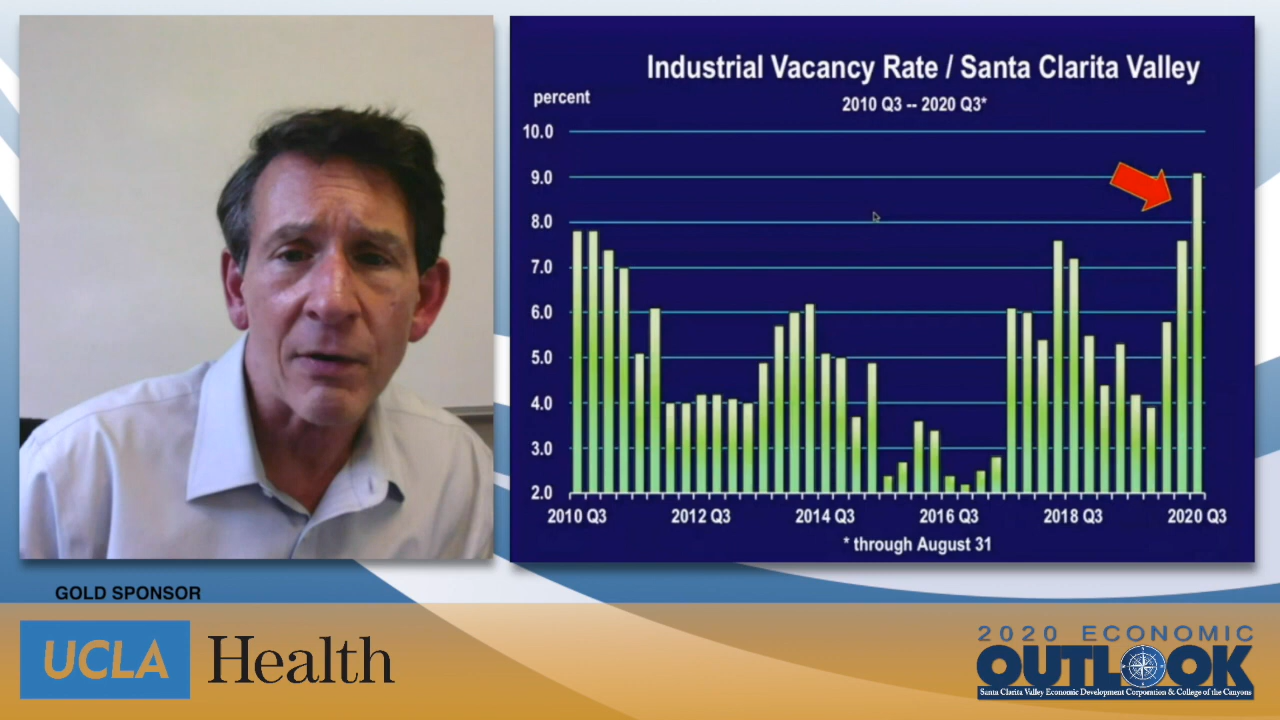 Industrial Vacancy Rate / Santa Clarita Valley
percent
2010 Q3 -- 2020 Q3*
10.0
9.0
8.0
7.0
6.0
5.0
4.0
3.0
2.0
2010 Q3 2012 Q3 2014 Q3 2016 Q3 2018 Q3 2020 Q3
* through August 31
GOLD SPONSOR
UCLA Health
2020 ECONOMIC
OUTLOOK
Santa Clarita Valley Economic Development Corporation & College of the Canyons